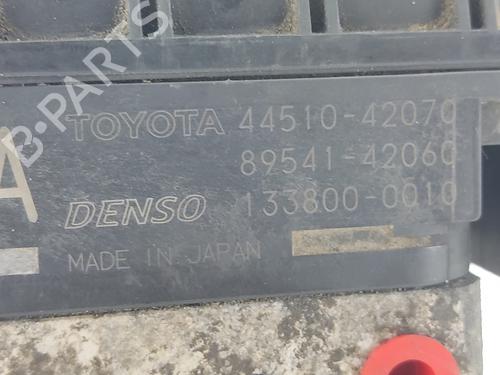 TOYOTA 44510-42070
89541-42060
A
DENSO 133800-0010
MADE IN JAPAN
B-PARTS